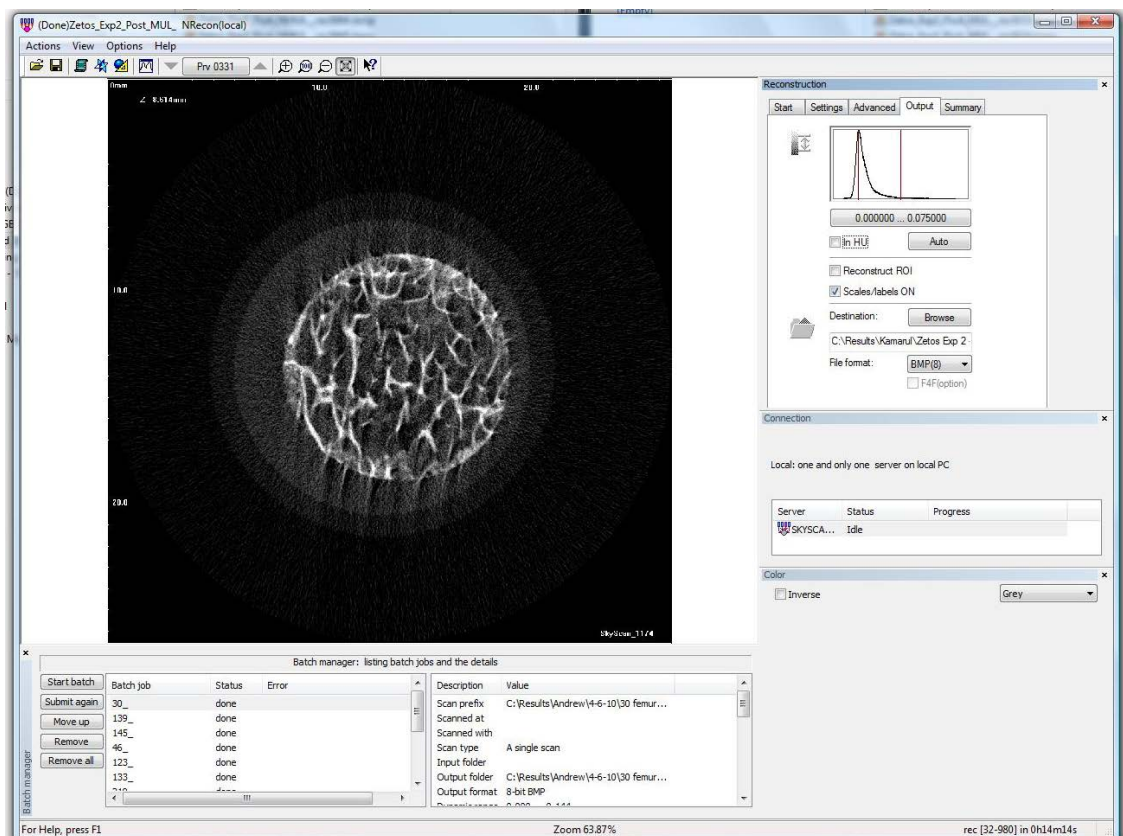 (Done)Zetos_Exp2_Post_MUL_ NRecon(local)
(Empty)
Actions View Options Help
Prv 0331
0mm 10.0 20.0
Z 8.614mm
10.0
20.0
SkyScan_1174
Reconstruction
Start Settings Advanced Output Summary
0.000000 ... 0.075000
In HU Auto
Reconstruct ROI
Scales/labels ON
Destination: Browse
C:\Results\Kamarul\Zetos Exp 2 -
File format: BMP(8)
F4F(option)
Connection
Local: one and only one server on local PC
Server Status Progress
SKYSCA... Idle
Color
Inverse Grey
Batch manager: listing batch jobs and the details
Batch manager
Start batch
Submit again
Move up
Remove
Remove all
Batch job Status Error
30_ done
139_ done
145_ done
46_ done
123_ done
133_ done
Description Value
Scan prefix C:\Results\Andrew\4-6-10\30 femur...
Scanned at
Scanned with
Scan type A single scan
Input folder
Output folder C:\Results\Andrew\4-6-10\30 femur...
Output format 8-bit BMP
For Help, press F1 Zoom 63.87% rec [32-980] in 0h14m14s